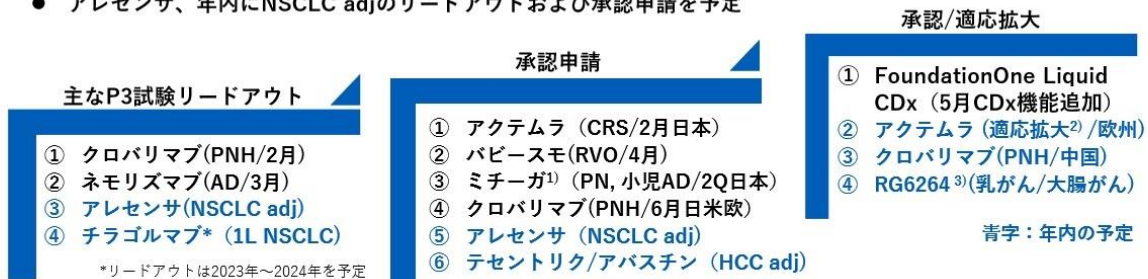 ● アレセンサ、年内にNSCLC adjのリードアウトおよび承認申請を予定
主なP3試験リードアウト
① クロバリマブ(PNH/2月)
② ネモリズマブ(AD/3月)
③ アレセンサ(NSCLC adj)
④ チラゴルマブ*（1L NSCLC)
*リードアウトは2023年～2024年を予定
承認申請
① アクテムラ（CRS/2月日本）
② バビースモ(RVO/4月）
③ ミチーガ1)（PN, 小児AD/2Q日本）
④ クロバリマブ(PNH/6月日米欧)
⑤ アレセンサ（NSCLC adj）
⑥ テセントリク/アバスチン（HCC adj）
承認/適応拡大
① FoundationOne Liquid
CDx（5月CDx機能追加）
② アクテムラ (適応拡大2) /欧州)
③ クロバリマブ(PNH/中国)
④ RG6264 3)(乳がん/大腸がん)
青字：年内の予定